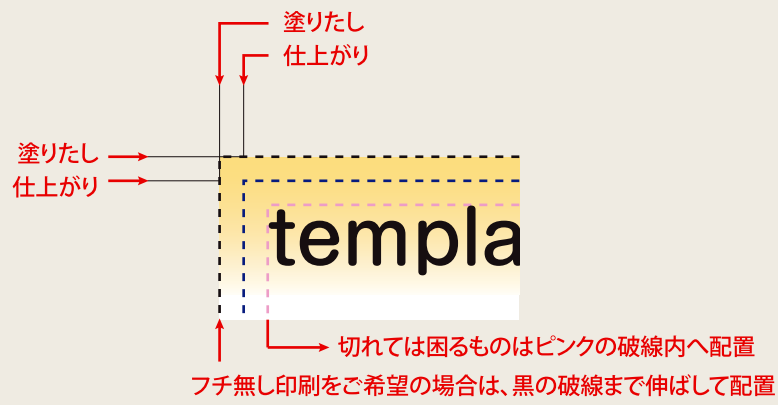 塗りたし
仕上がり
塗りたし
仕上がり
templa
切れては困るものはピンクの破線内へ配置
フチ無し印刷をご希望の場合は、黒の破線まで伸ばして配置